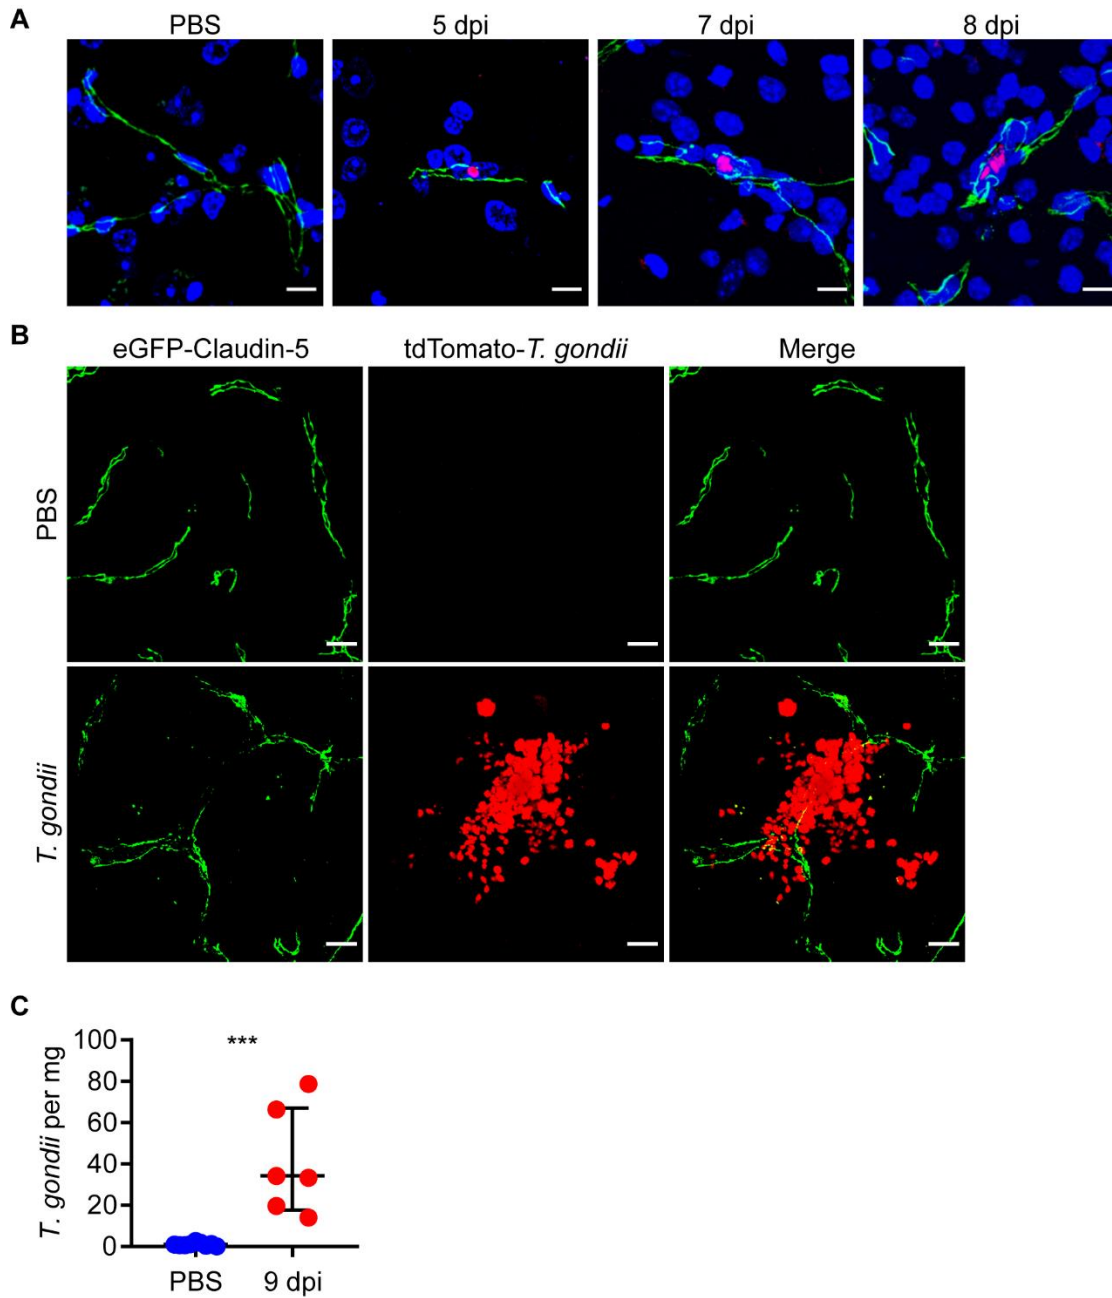 A
PBS 5 dpi 7 dpi 8 dpi
B
eGFP-Claudin-5 tdTomato-T. gondii Merge
PBS
T. gondii
C
T. gondii per mg
100
80
60
40
20
0
***
PBS 9 dpi